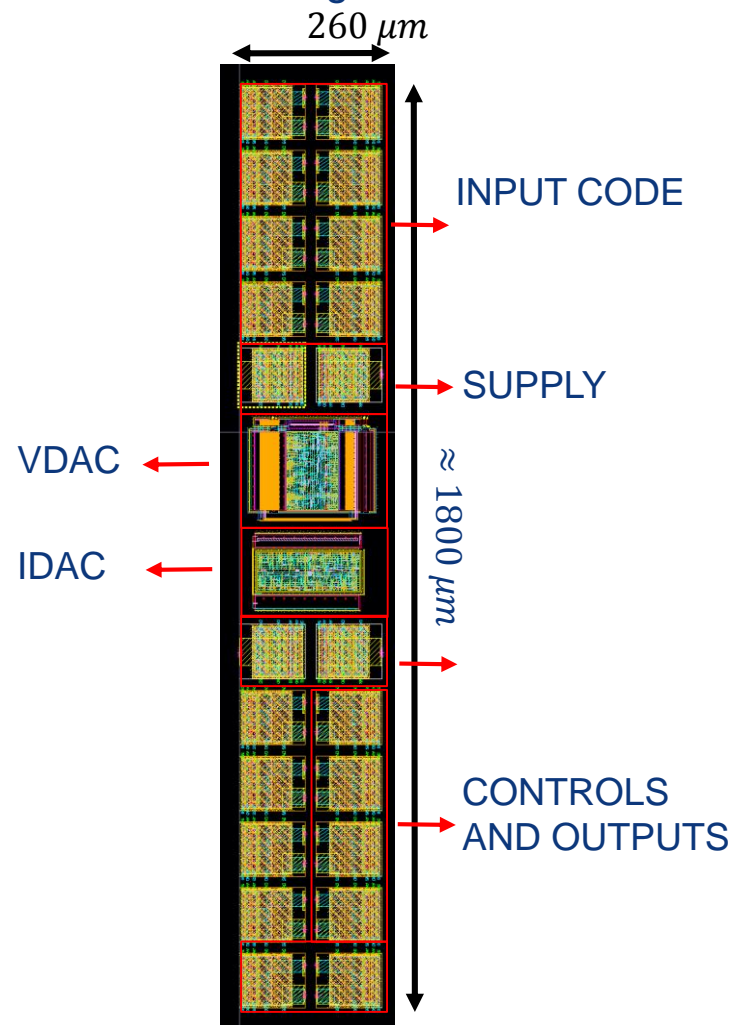 260 μm
INPUT CODE
SUPPLY
VDAC
≈ 1800 μm
IDAC
CONTROLS
AND OUTPUTS